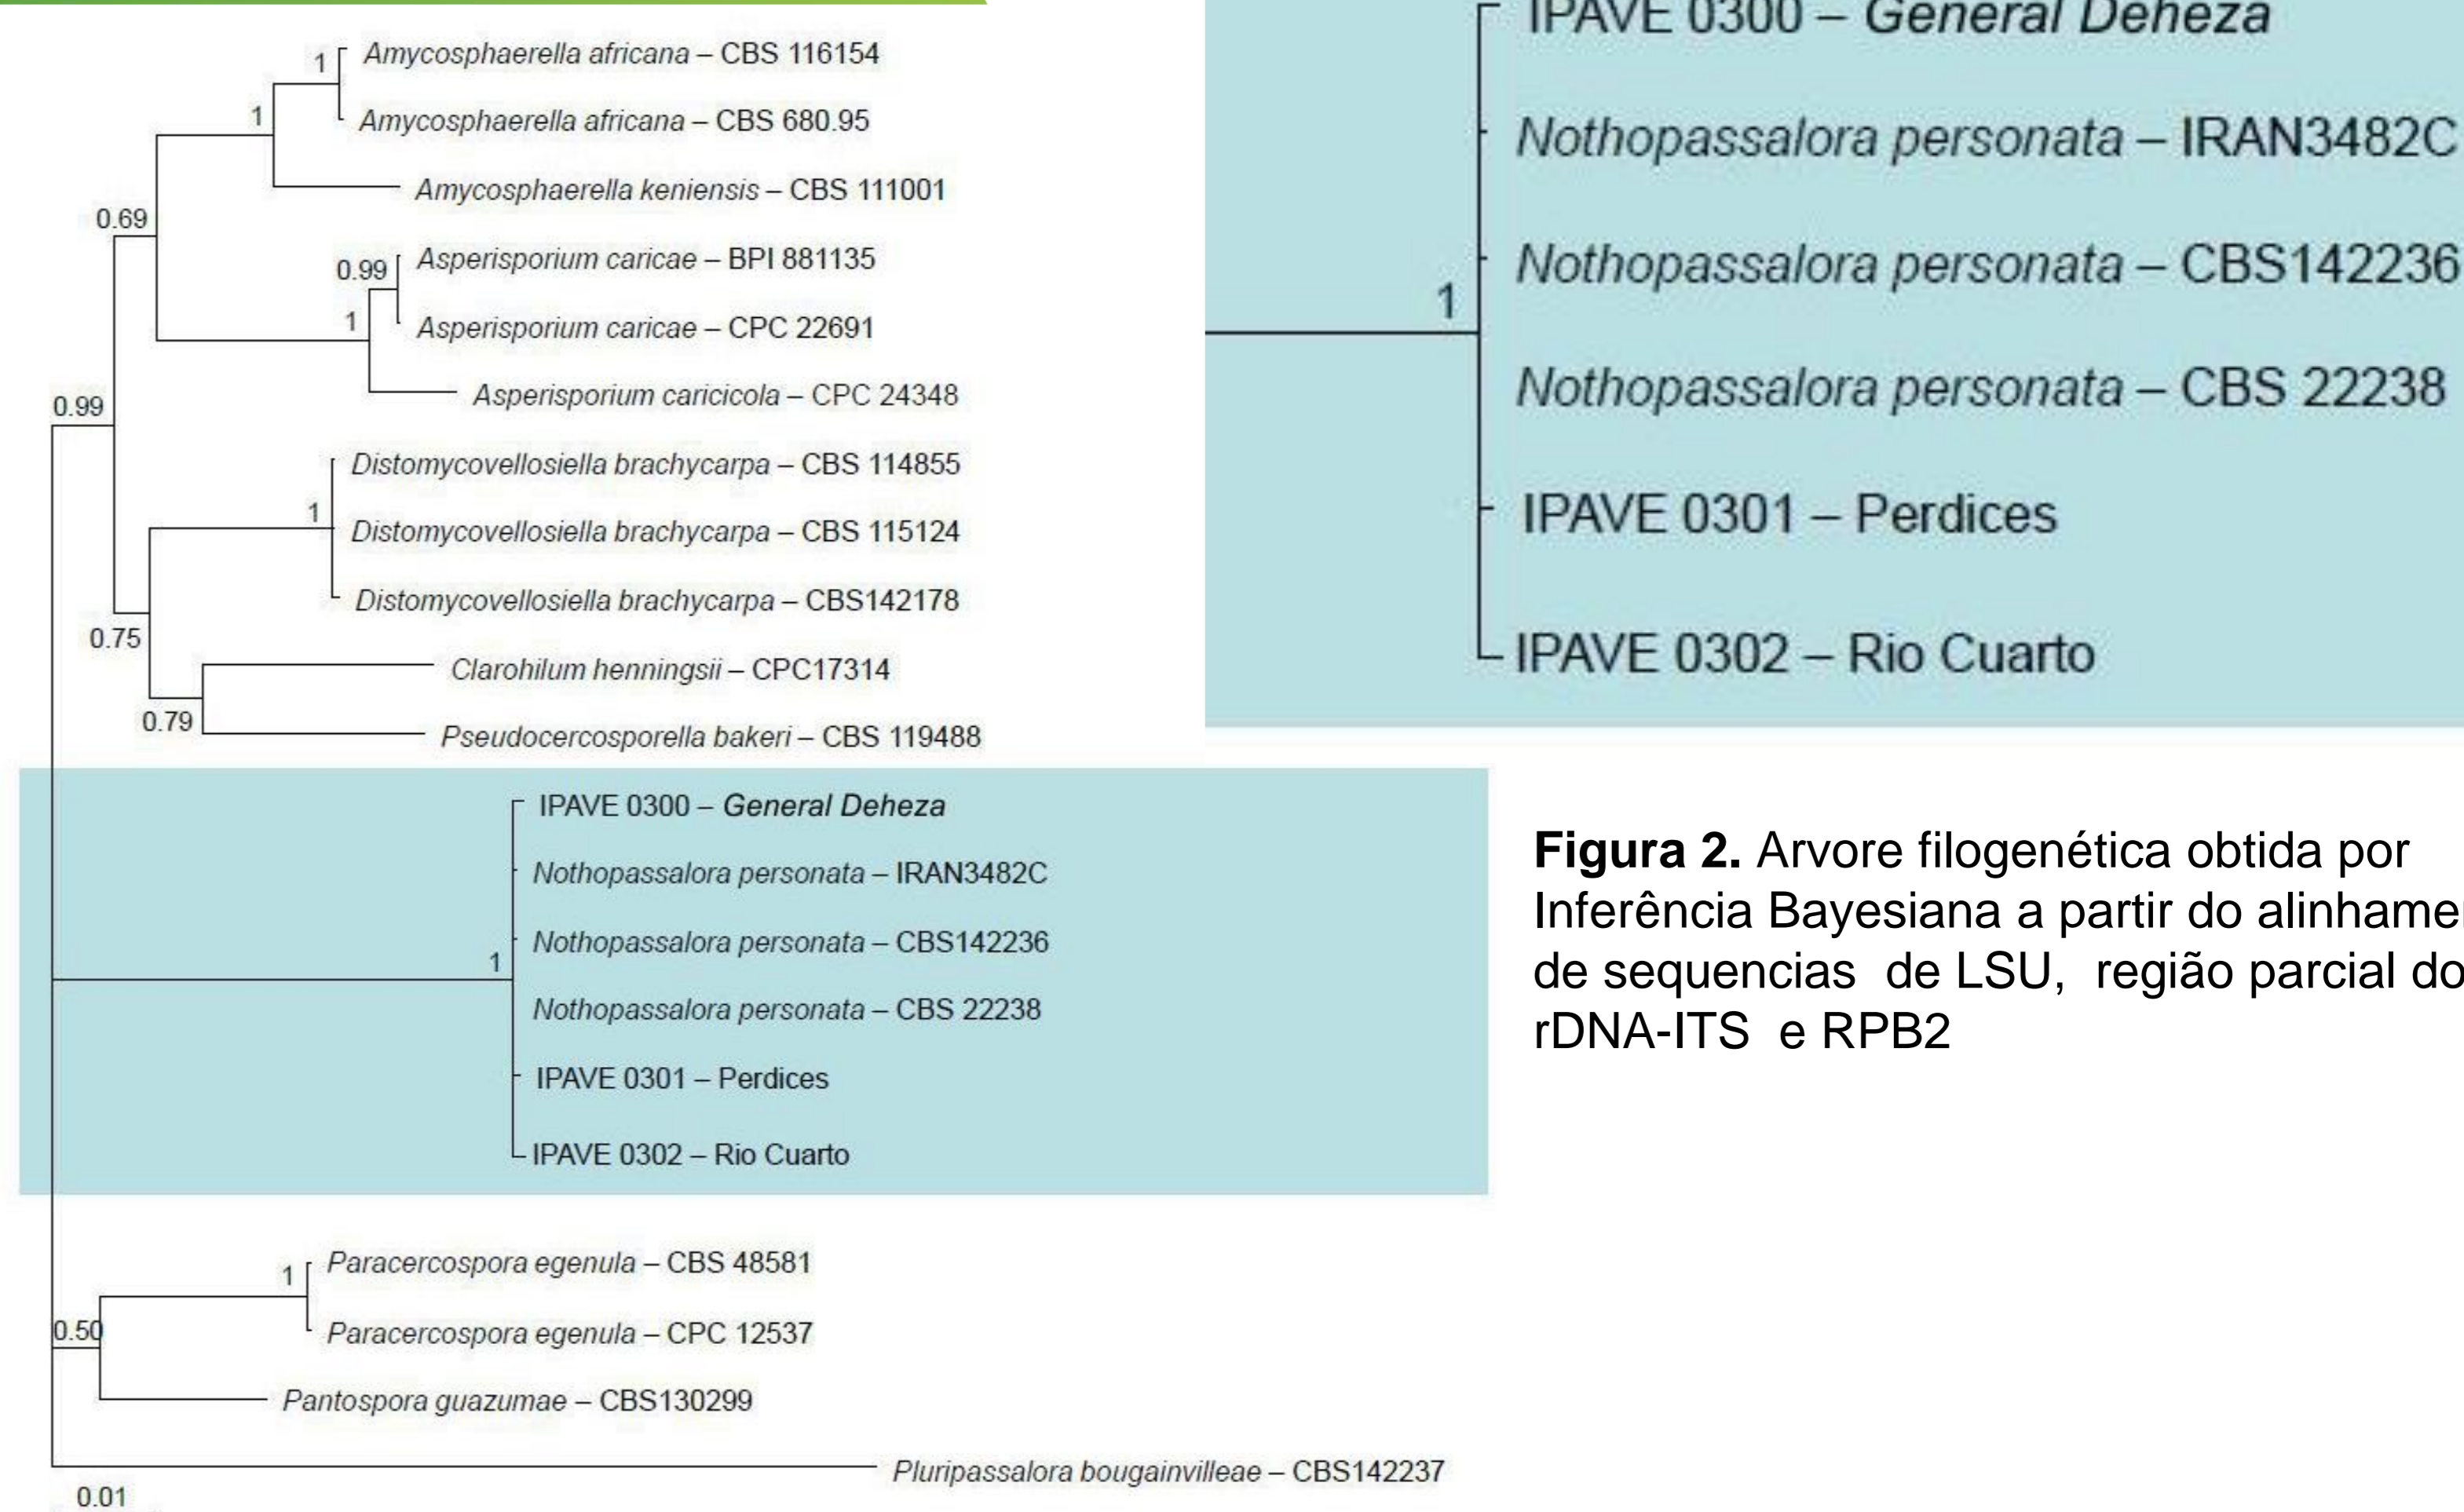 Amycosphaerella africana – CBS 116154
1
Amycosphaerella africana – CBS 680.95
1
Amycosphaerella keniensis – CBS 111001
0.69
Asperisporium caricae – BPI 881135
0.99
Asperisporium caricae – CPC 22691
1
Asperisporium caricicola – CPC 24348
0.99
Distomycovellosiella brachycarpa – CBS 114855
1
Distomycovellosiella brachycarpa – CBS 115124
Distomycovellosiella brachycarpa – CBS142178
0.75
Clarohilum henningsii – CPC17314
0.79
Pseudocercosporella bakeri – CBS 119488
IPAVE 0300 – General Deheza
Nothopassalora personata – IRAN3482C
Nothopassalora personata – CBS142236
1
Nothopassalora personata – CBS 22238
IPAVE 0301 – Perdices
IPAVE 0302 – Rio Cuarto
Paracercospora egenula – CBS 48581
1
Paracercospora egenula – CPC 12537
0.50
Pantospora guazumae – CBS130299
Pluripassalora bougainvilleae – CBS142237
0.01
IPAVE 0300 – General Deheza
Nothopassalora personata – IRAN3482C
Nothopassalora personata – CBS142236
1
Nothopassalora personata – CBS 22238
IPAVE 0301 – Perdices
IPAVE 0302 – Rio Cuarto
Figura 2. Arvore filogenética obtida por
Inferência Bayesiana a partir do
de sequencias de LSU, região parcial do
rDNA-ITS e RPB2